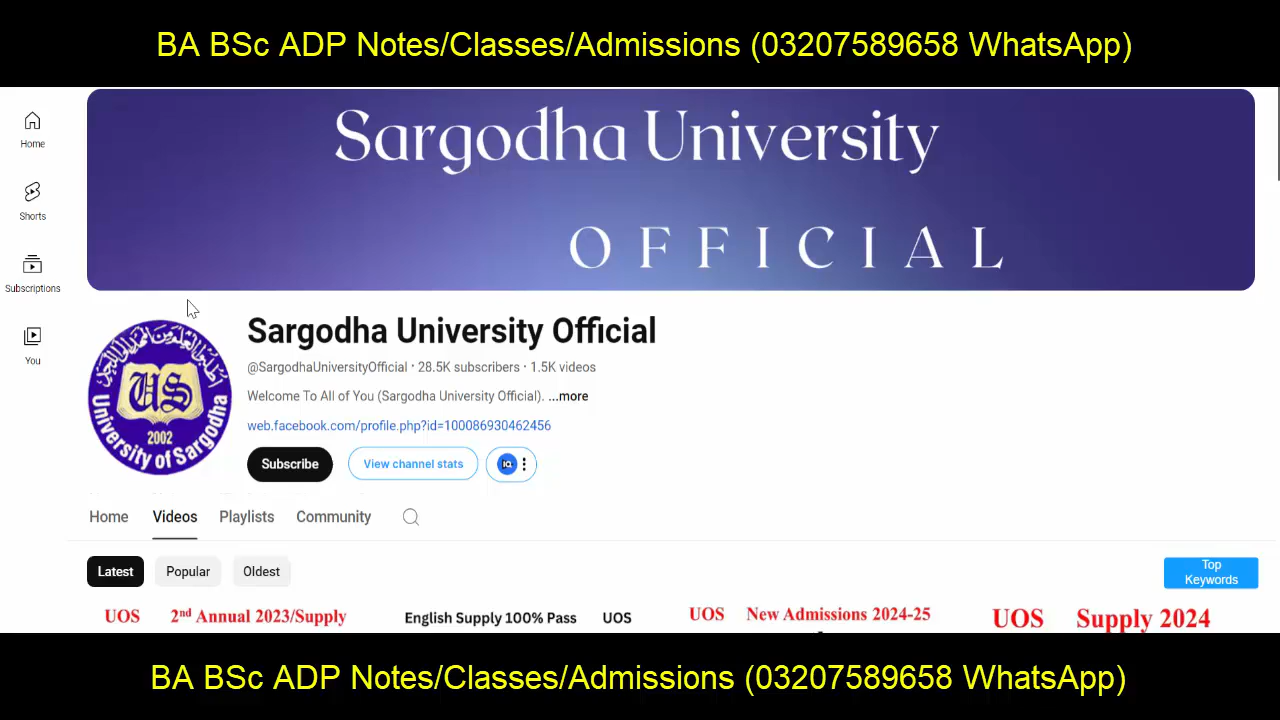 BA BSc ADP Notes/Classes/Admissions (03207589658 WhatsApp)
Sargodha University
OFFICIAL
Home
Shorts
Subscriptions
You
US
2002
University of Sargodha
Sargodha University Official
@SargodhaUniversityOfficial · 28.5K subscribers · 1.5K videos
Welcome To All of You (Sargodha University Official). ...more
web.facebook.com/profile.php?id=100086930462456
Subscribe
View channel stats
IQ
Home Videos Playlists Community
Latest Popular Oldest
Top
Keywords
UOS 2nd Annual 2023/Supply
English Supply 100% Pass UOS
UOS New Admissions 2024-25
UOS Supply 2024
BA BSc ADP Notes/Classes/Admissions (03207589658 WhatsApp)